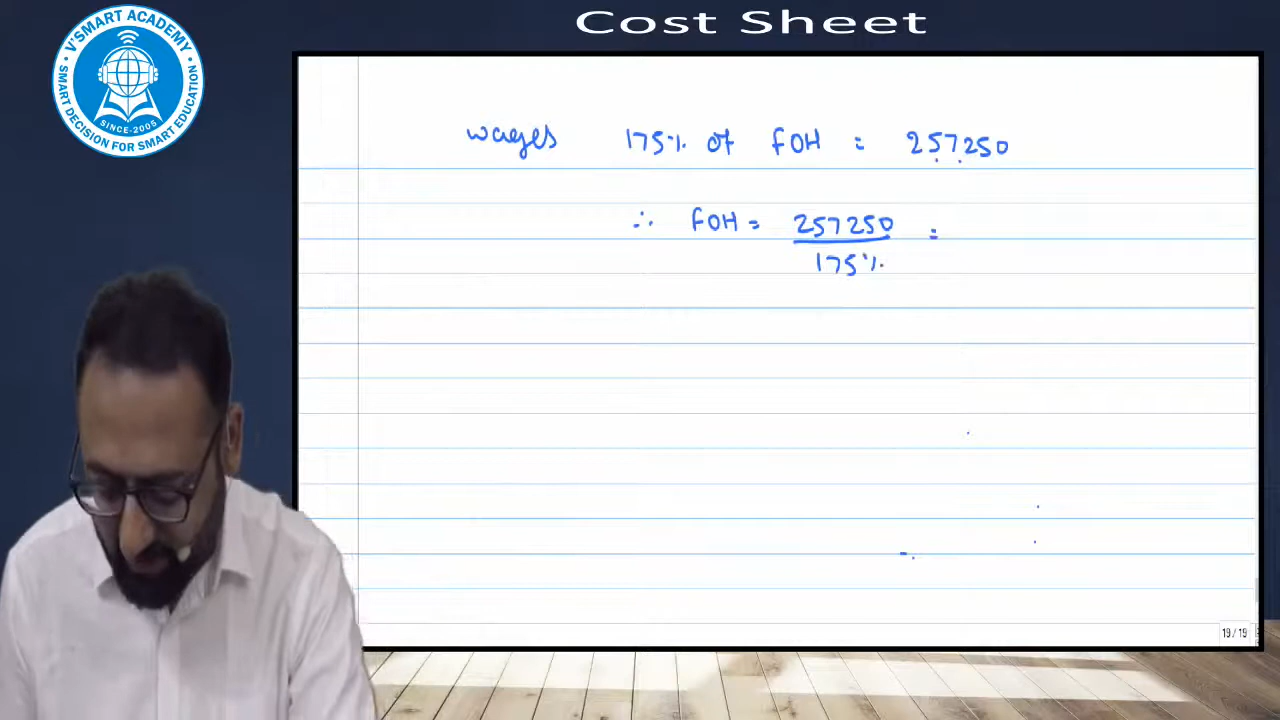 Cost Sheet
V'SMART ACADEMY
SINCE-2005
SMART DECISION FOR SMART EDUCATION
wages 175% of FOH = 257250
∴ FOH = 257250 =
175%
19/19